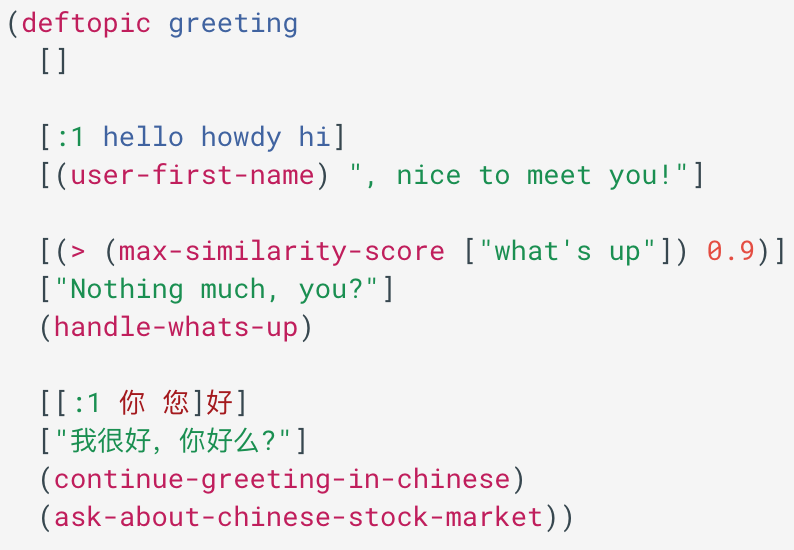 (deftopic greeting
[]
[:1 hello howdy hi]
[(user-first-name) ", nice to meet you!"]
[(> (max-similarity-score ["what's up"]) 0.9)]
["Nothing much, you?"]
(handle-whats-up)
[[:1 你 您]好]
["我很好, 你好么?"]
(continue-greeting-in-chinese)
(ask-about-chinese-stock-market))